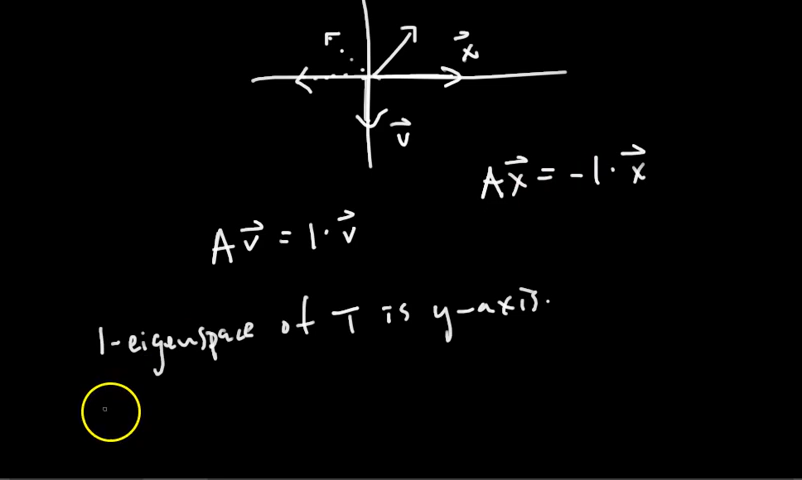 x⃗
v⃗
Ax⃗ = -1 · x⃗
Av⃗ = 1 · v⃗
1-eigenspace of T is y-axis.